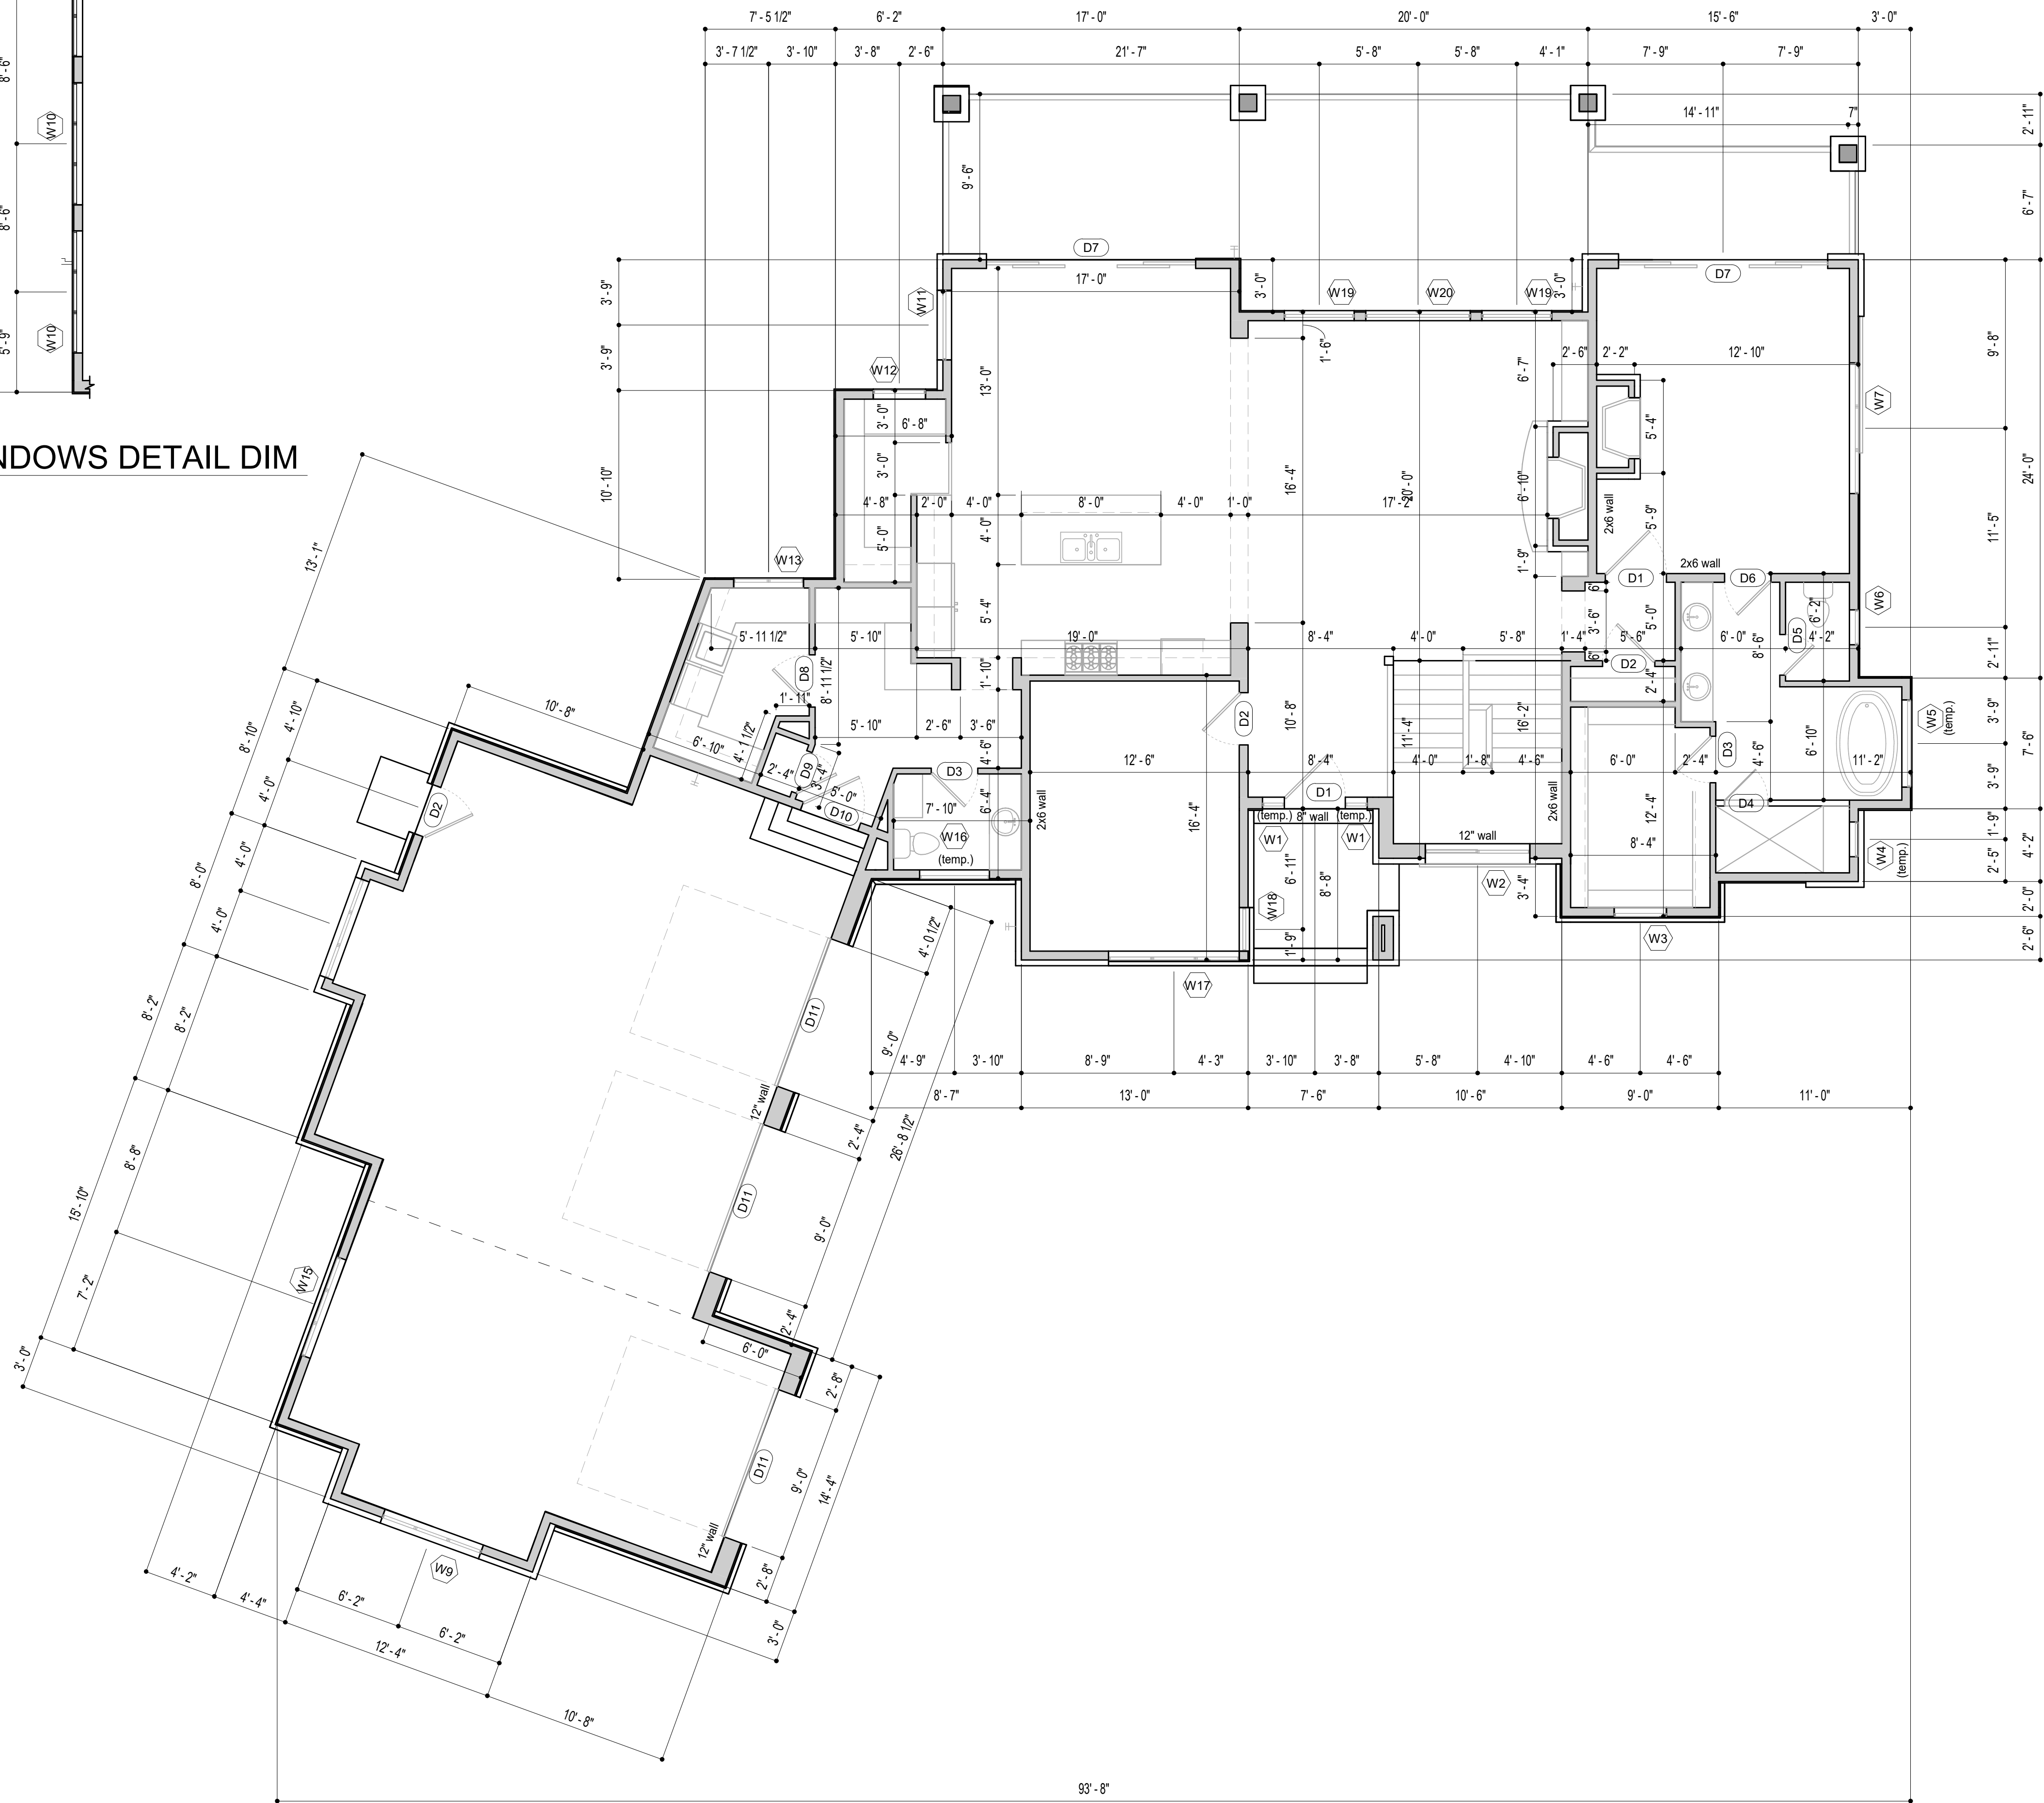 7' - 5 1/2" 6' - 2" 17' - 0" 20' - 0" 15' - 6" 3' - 0"
3' - 7 1/2" 3' - 10" 3' - 8" 2' - 6" 21' - 7" 5' - 8" 5' - 8" 4' - 1" 7' - 9" 7' - 9"
8' - 6"
W10
14' - 11" 7"
2' - 11"
9' - 6"
6' - 7"
8' - 6"
D7
17' - 0"
D7
3' - 9"
W11
3' - 0"
W19 W20 W19
3' - 0"
5' - 9"
W10
1' - 6"
9' - 8"
3' - 9"
W12
13' - 0"
6' - 7"
2' - 6" 2' - 2" 12' - 10"
W7
3' - 0"
6' - 8"
5' - 4"
NDOWS DETAIL DIM
10' - 10"
3' - 0"
16' - 4"
20' - 0"
6' - 10"
24' - 0"
4' - 8" 2' - 0" 4' - 0" 8' - 0" 4' - 0" 1' - 0" 17' - 2"
2x6 wall
5' - 9"
4' - 0"
5' - 0"
11' - 5"
13' - 1"
W13
1' - 9"
2x6 wall
D1 D6
6"
W6
5' - 4"
3' - 6"
5' - 0"
6' - 2"
5' - 11 1/2" 5' - 10" 19' - 0" 8' - 4" 4' - 0" 5' - 8" 1' - 4" 5' - 6" 6' - 0" 4' - 2"
D5
8' - 6"
2' - 11"
6"
D2
D8
8' - 11 1/2"
1' - 10"
2' - 4"
10' - 8"
1' - 11"
5' - 10" 2' - 6" 3' - 6"
D2
10' - 8"
11' - 4"
16' - 2"
3' - 9"
W5
(temp.)
8' - 10"
4' - 10"
6' - 10"
4' - 1 1/2"
4' - 6"
D3
4' - 6"
6' - 10"
7' - 6"
2' - 4"
D9
3' - 4"
D3
12' - 6" 8' - 4" 4' - 0" 1' - 8" 4' - 6" 6' - 0" 2' - 4" 11' - 2"
3' - 9"
4' - 0"
D2
5' - 0"
D10
7' - 10"
6' - 4"
2x6 wall
16' - 4"
D1
(temp.) 8" wall (temp.)
2x6 wall
12' - 4"
D4
W16
(temp.)
W1 W1
12" wall
8' - 4"
1' - 9"
4' - 2"
W4
(temp.)
8' - 0"
4' - 0"
6' - 11"
8' - 8"
W2
3' - 4"
2' - 5"
W18
2' - 0"
4' - 0"
4' - 0 1/2"
1' - 9"
W3
2' - 6"
W17
8' - 2"
8' - 2"
D11
9' - 0"
4' - 9" 3' - 10" 8' - 9" 4' - 3" 3' - 10" 3' - 8" 5' - 8" 4' - 10" 4' - 6" 4' - 6"
8' - 7" 13' - 0" 7' - 6" 10' - 6" 9' - 0" 11' - 0"
12" wall
2' - 4"
26' - 8 1/2"
8' - 8"
15' - 10"
D11
9' - 0"
7' - 2"
W15
2' - 4"
6' - 0"
3' - 0"
2' - 8"
D11
9' - 0"
14' - 4"
12" wall
2' - 8"
W9
4' - 2"
4' - 4"
6' - 2"
6' - 2"
12' - 4"
3' - 0"
10' - 8"
93' - 8"